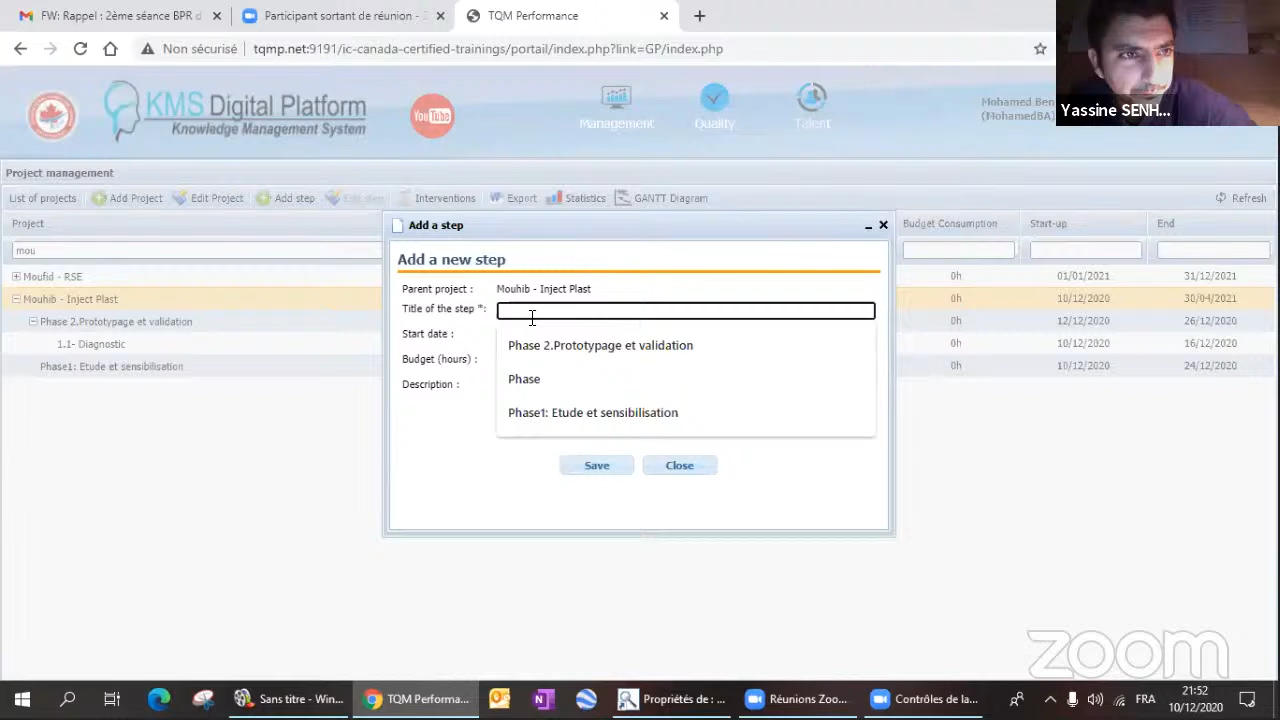 FW: Rappel : 2ème séance BPR d
Participant sortant de réunion - Z
TQM Performance
Non sécurisé
tqmp.net:9191/ic-canada-certified-trainings/portail/index.php?link=GP/index.php
KMS Digital Platform
Knowledge Management System
YouTube
Management
Quality
Talent
Mohamed Ben
(MohamedBA)
Yassine SENH...
Project management
List of projects
Add Project
Edit Project
Add step
Edit step
Interventions
Export
Statistics
GANTT Diagram
Refresh
Project
Budget Consumption
Start-up
End
mou
Moufid - RSE
0h
01/01/2021
31/12/2021
Mouhib - Inject Plast
0h
10/12/2020
30/04/2021
Phase 2.Prototypage et validation
0h
12/12/2020
26/12/2020
1.1- Diagnostic
0h
10/12/2020
16/12/2020
Phase1: Etude et sensibilisation
0h
10/12/2020
24/12/2020
Add a step
Add a new step
Parent project :
Mouhib - Inject Plast
Title of the step *:
Start date :
Budget (hours) :
Description :
Phase 2.Prototypage et validation
Phase
Phase1: Etude et sensibilisation
Save
Close
zoom
Sans titre - Win...
TQM Performa...
Propriétés de : ...
Réunions Zoo...
Contrôles de la...
FRA
21:52
10/12/2020